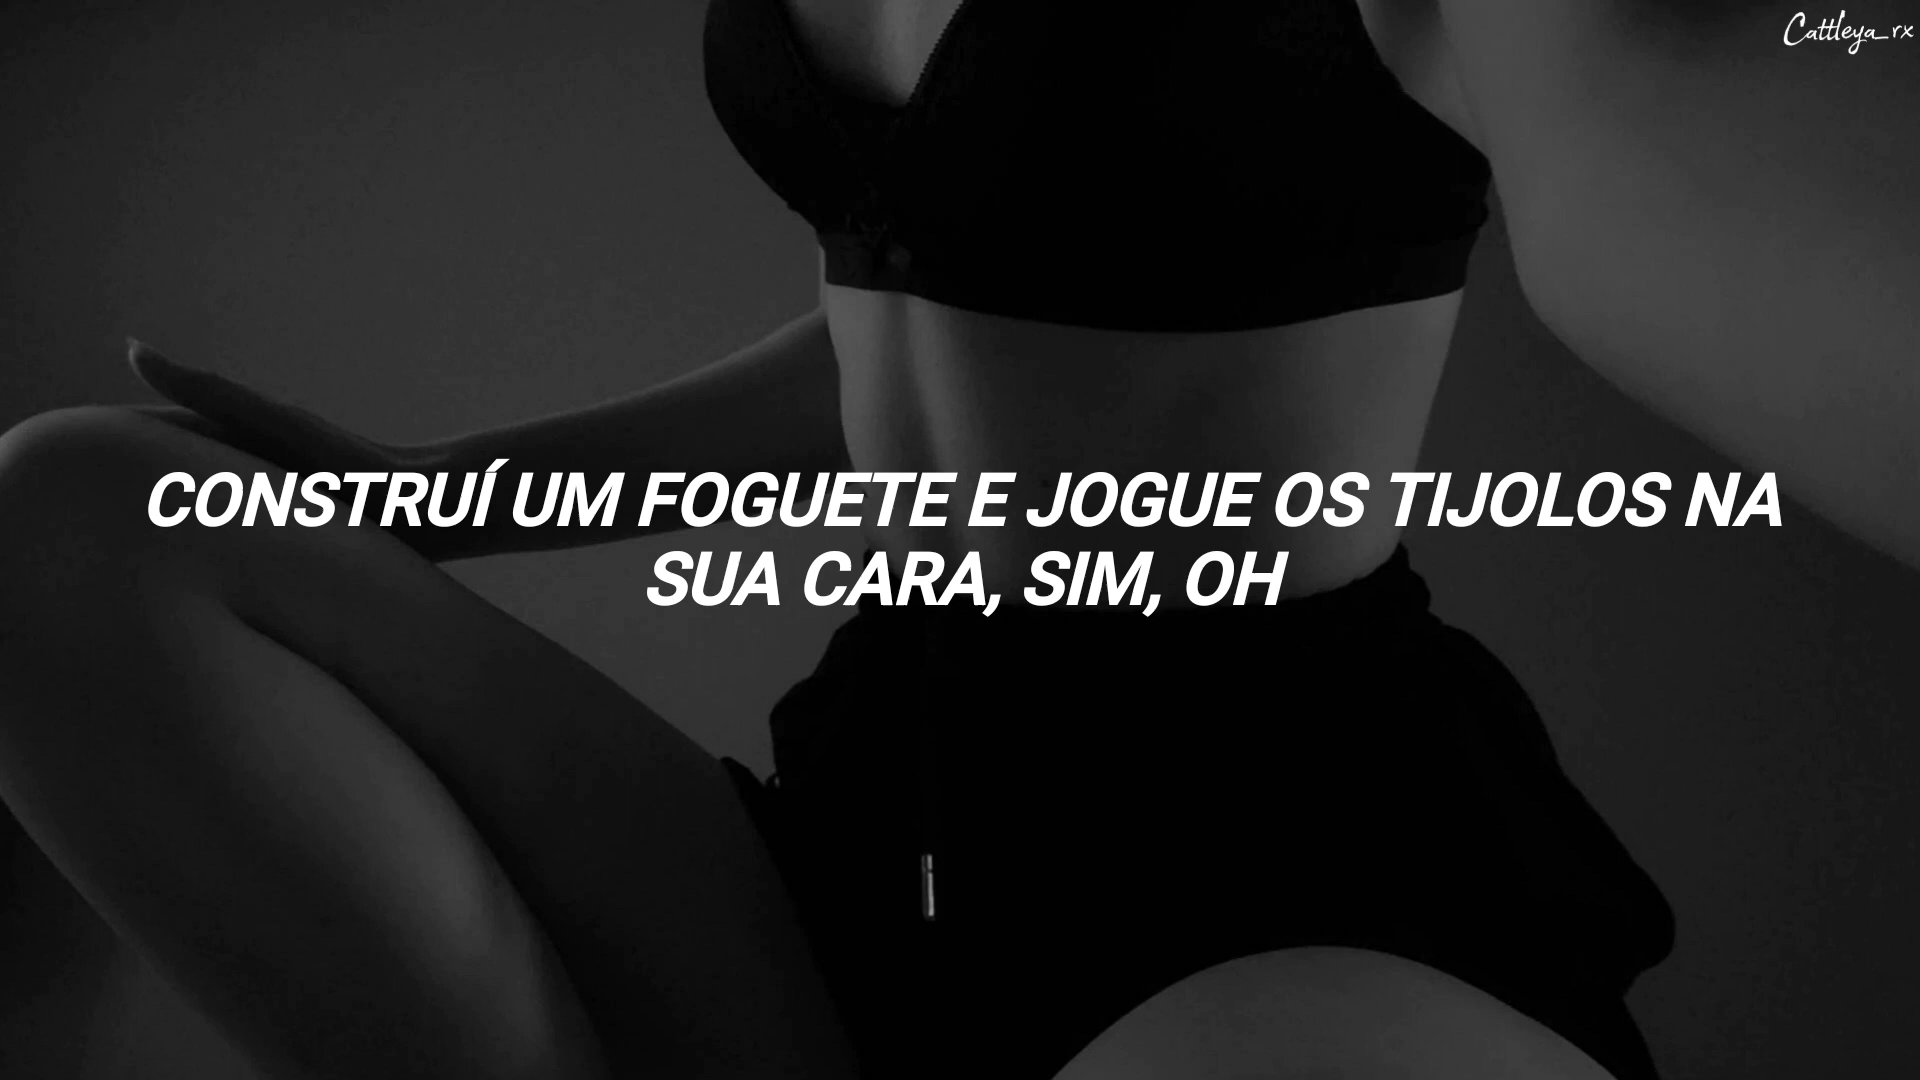 Cattleya_rx
CONSTRUÍ UM FOGUETE E JOGUE OS TIJOLOS NA
SUA CARA, SIM, OH